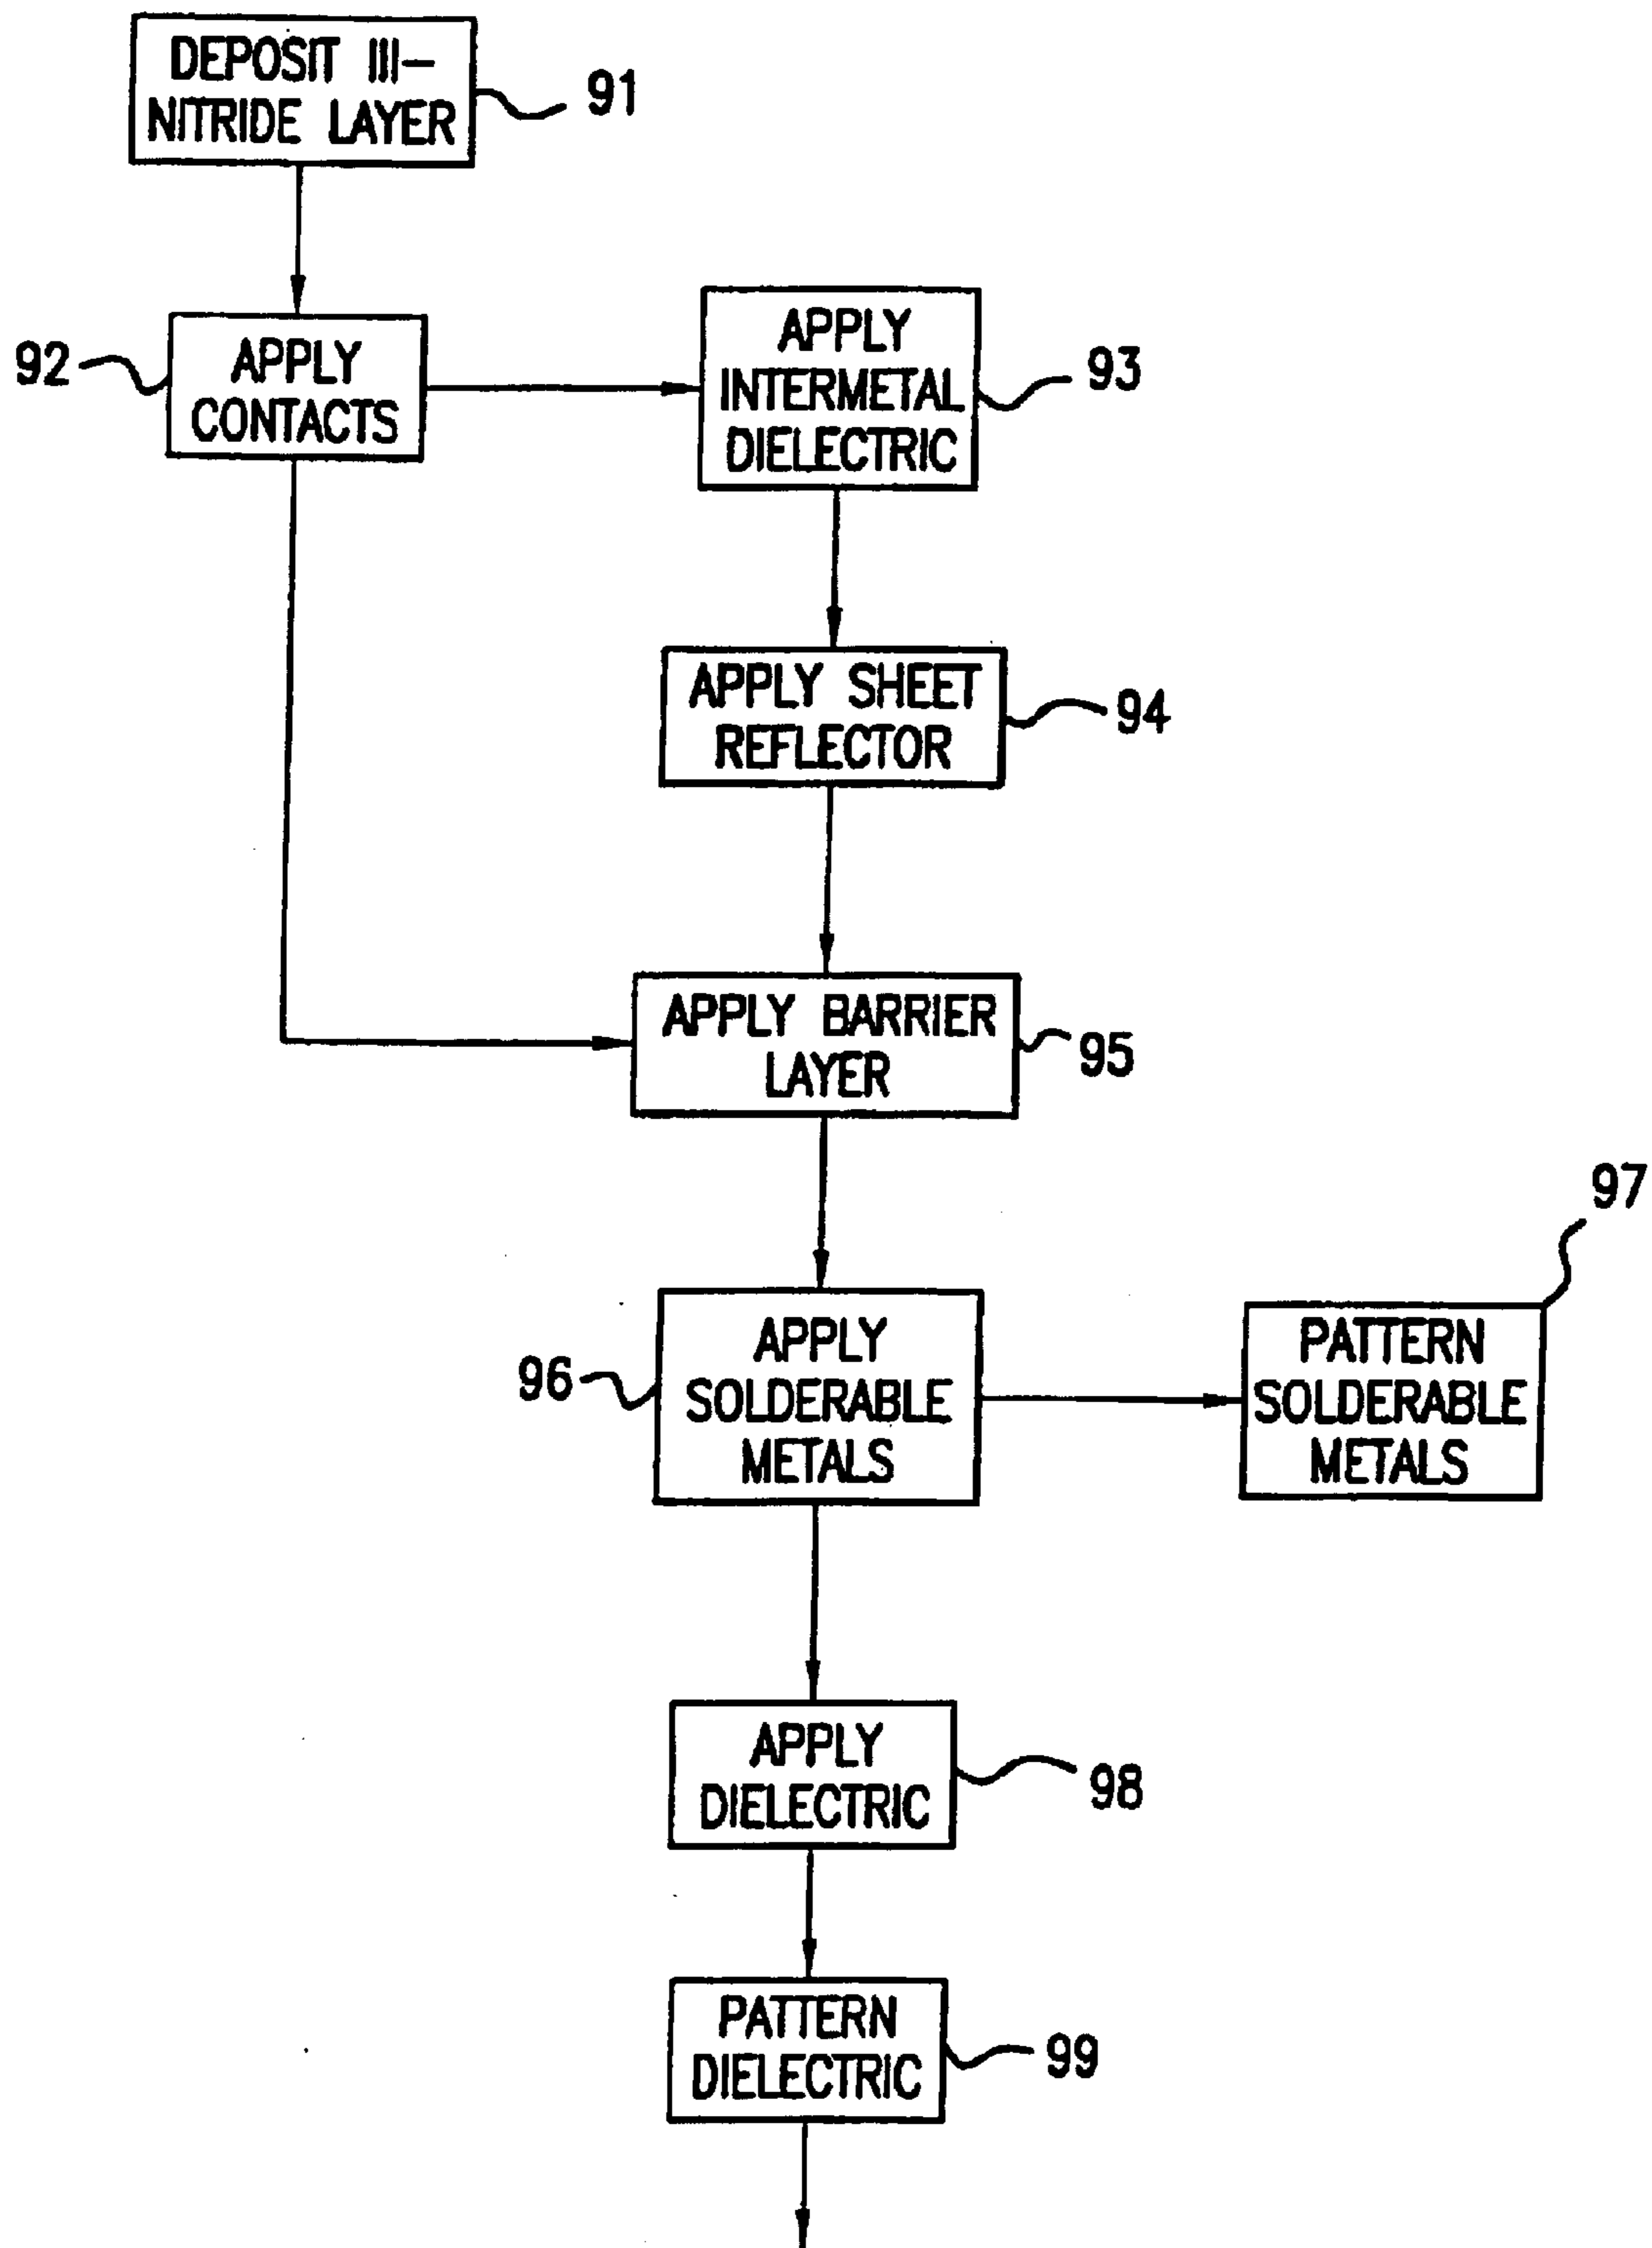 DEPOSIT III-
NITRIDE LAYER
91
92
APPLY
CONTACTS
APPLY
INTERMETAL
DIELECTRIC
93
APPLY SHEET
REFLECTOR
94
APPLY BARRIER
LAYER
95
96
APPLY
SOLDERABLE
METALS
97
PATTERN
SOLDERABLE
METALS
APPLY
DIELECTRIC
98
PATTERN
DIELECTRIC
99